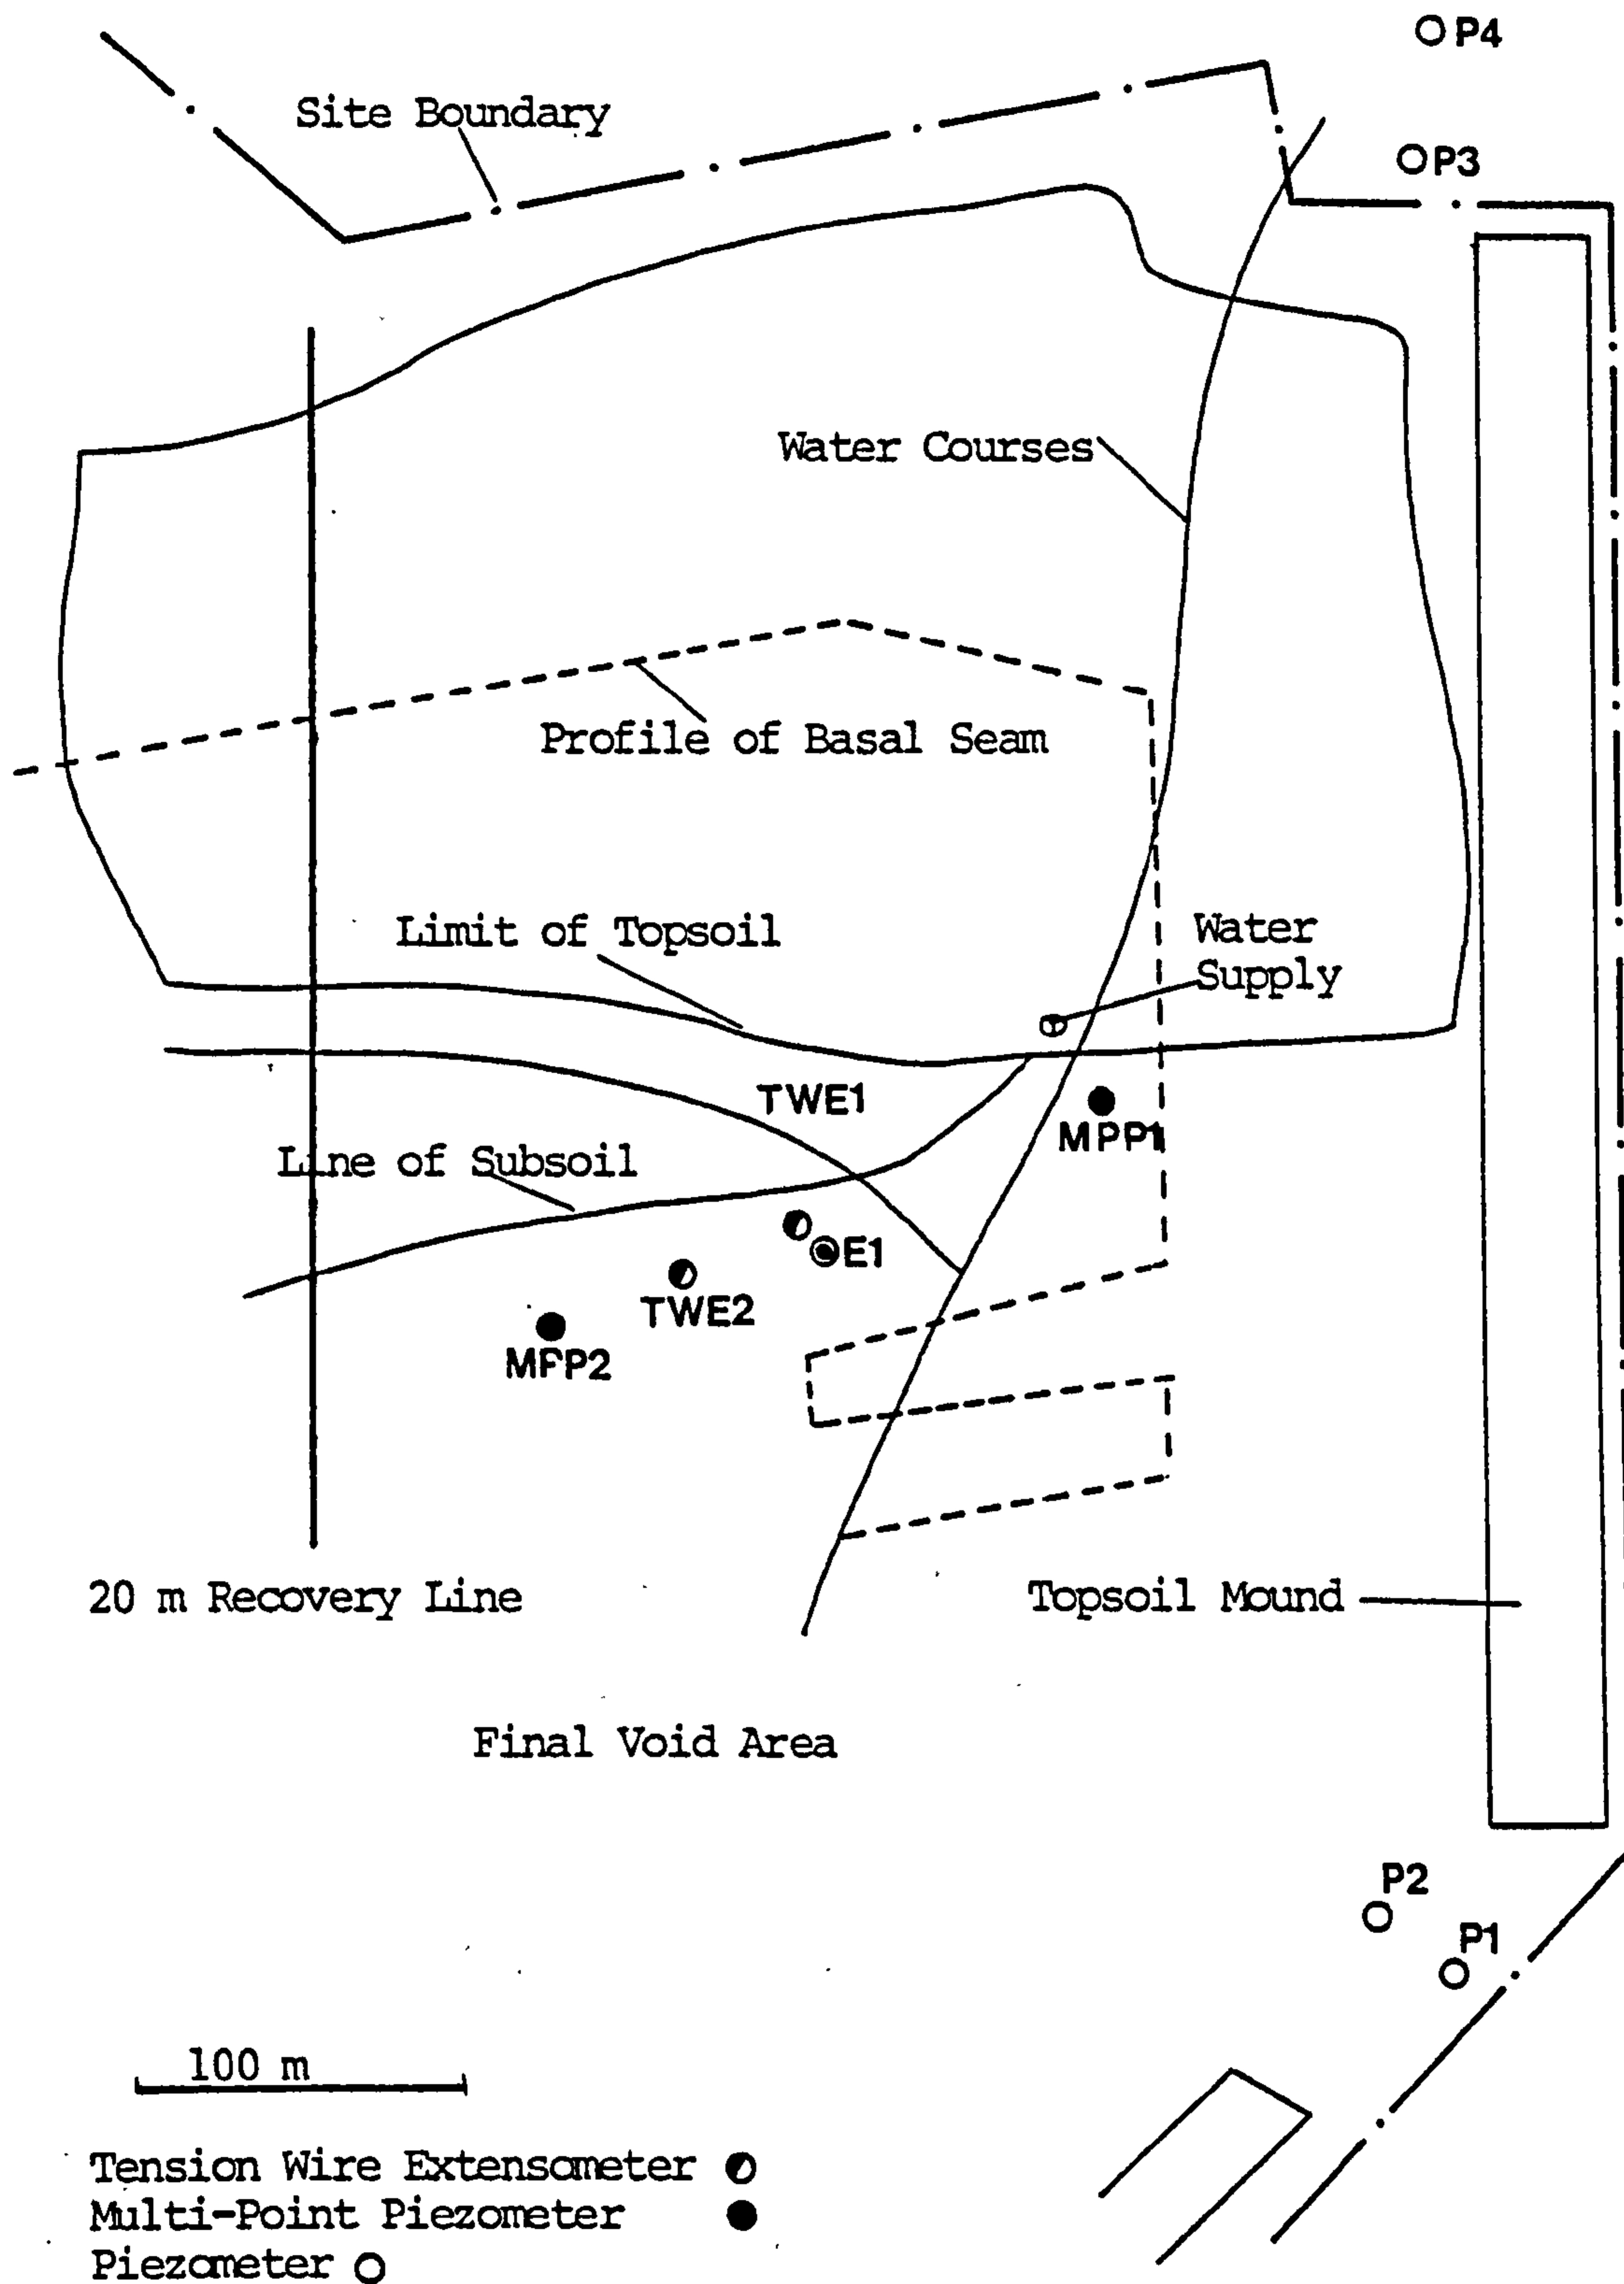 P4
Site Boundary
P3
Water Courses
Profile of Basal Seam
Limit of Topsoil
Water
Supply
TWE1
MPP1
Line of Subsoil
E1
TWE2
MPP2
20 m Recovery Line
Topsoil Mound
Final Void Area
P2
P1
100 m
Tension Wire Extensometer
Multi-Point Piezometer
Piezometer